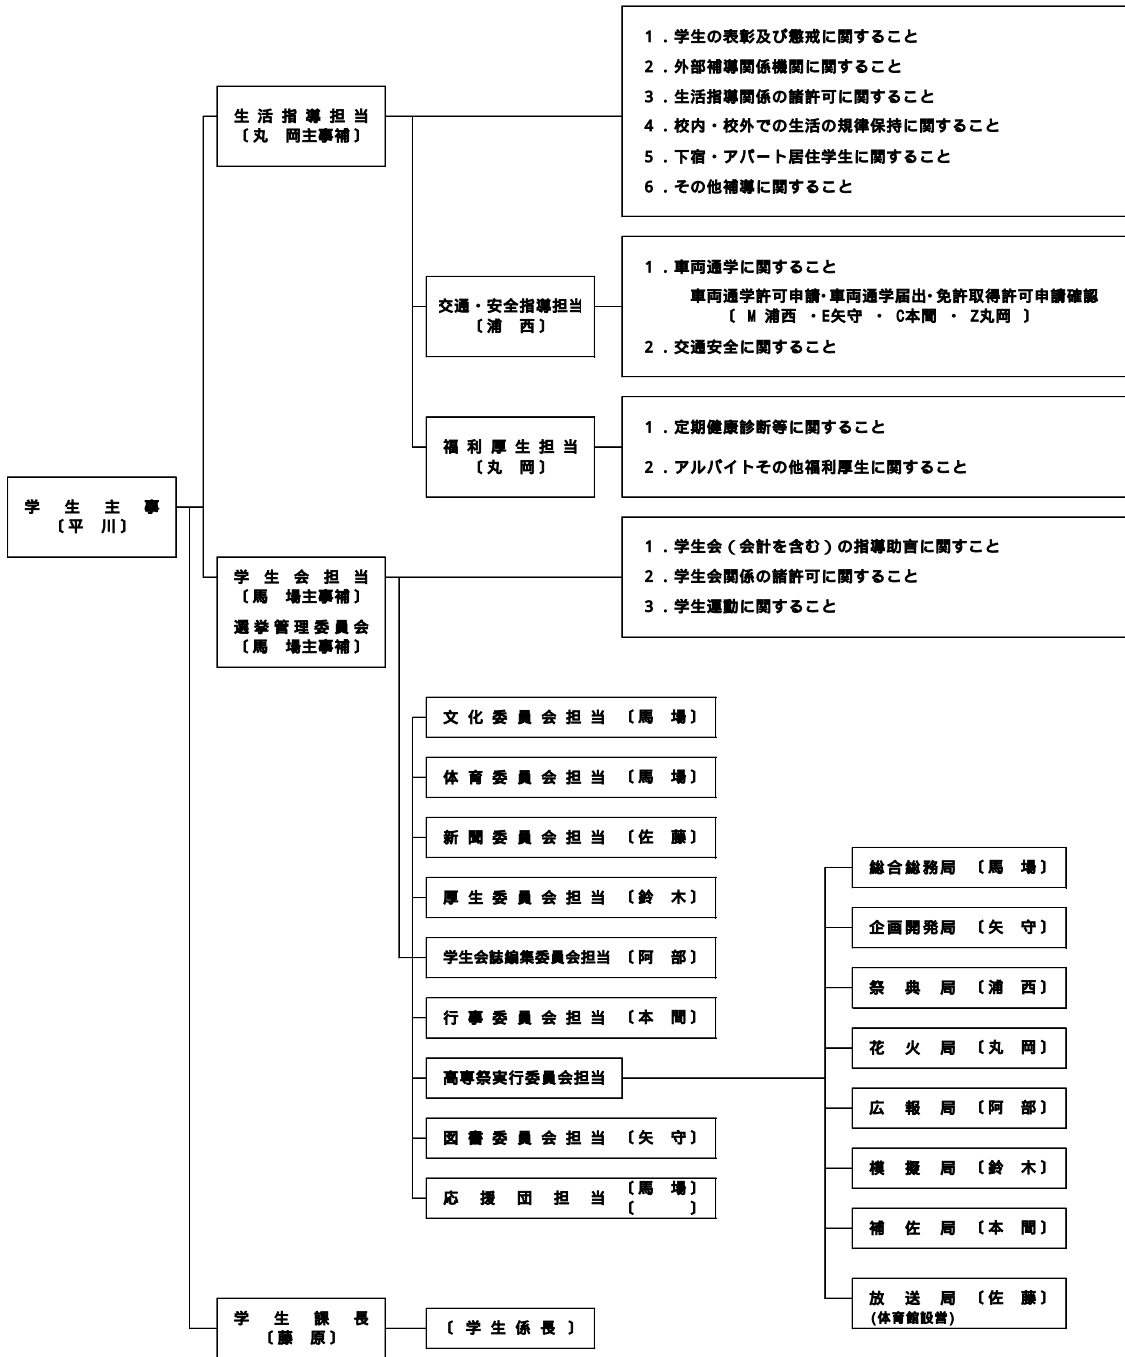 1．学生の表彰及び懲戒に関すること
2．外部補導関係機関に関すること
3．生活指導関係の諸許可に関すること
4．校内・校外での生活の規律保持に関すること
5．下宿・アパート居住学生に関すること
6．その他補導に関すること
生活指導担当
〔丸　岡主事補〕
1．車両通学に関すること
車両通学許可申請・車両通学届出・免許取得許可申請確認
〔 M 浦西 ・E矢守 ・ C本間 ・ Z丸岡 〕
2．交通安全に関すること
交通・安全指導担当
〔浦　西〕
1．定期健康診断等に関すること
2．アルバイトその他福利厚生に関すること
福利厚生担当
〔丸　岡〕
学生主事
〔平　川〕
1．学生会（会計を含む）の指導助言に関すこと
2．学生会関係の諸許可に関すること
3．学生運動に関すること
学生会担当
〔馬　場主事補〕
選挙管理委員会
〔馬　場主事補〕
文化委員会担当　〔馬　場〕
体育委員会担当　〔馬　場〕
新聞委員会担当　〔佐　藤〕
厚生委員会担当　〔鈴　木〕
学生会誌編集委員会担当　〔阿　部〕
行事委員会担当　〔本　間〕
高専祭実行委員会担当
図書委員会担当　〔矢　守〕
応援団担当　〔馬　場〕
〔　　　〕
総合総務局　〔馬　場〕
企画開発局　〔矢　守〕
祭典局　〔浦　西〕
花火局　〔丸　岡〕
広報局　〔阿　部〕
模擬局　〔鈴　木〕
補佐局　〔本　間〕
放送局　〔佐　藤〕
(体育館設営)
学生課長
〔藤　原〕
〔学生係長〕